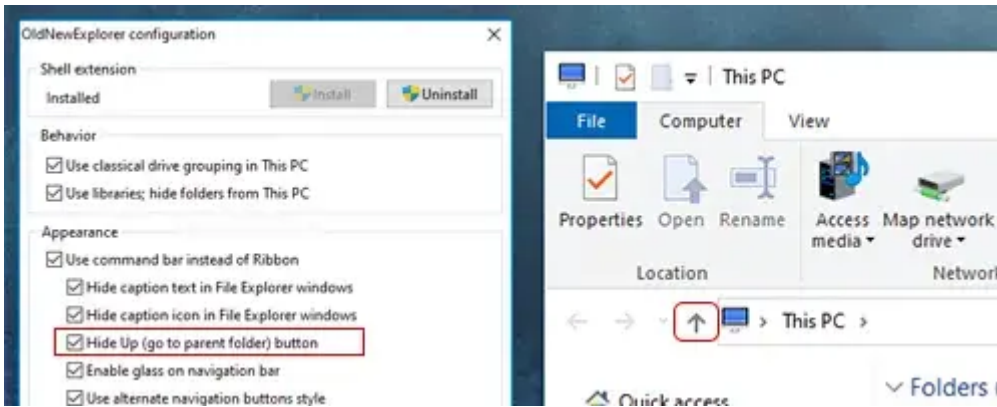 OldNewExplorer configuration
Shell extension
Installed
Install
Uninstall
Behavior
Use classical drive grouping in This PC
Use libraries; hide folders from This PC
Appearance
Use command bar instead of Ribbon
Hide caption text in File Explorer windows
Hide caption icon in File Explorer windows
Hide Up (go to parent folder) button
Enable glass on navigation bar
Use alternate navigation buttons style
This PC
File Computer View
Properties Open Rename Access media Map network drive
Location Network
This PC
Quick access
Folders